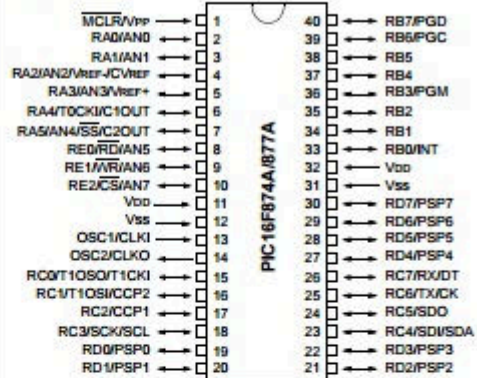 MCLR/VPP 1 40 RB7/PGD
RA0/AN0 2 39 RB6/PGC
RA1/AN1 3 38 RB5
RA2/AN2/VREF-/CVREF 4 37 RB4
RA3/AN3/VREF+ 5 36 RB3/PGM
RA4/T0CKI/C1OUT 6 35 RB2
RA5/AN4/SS/C2OUT 7 34 RB1
RE0/RD/AN5 8 33 RB0/INT
RE1/WR/AN6 9 32 VDD
RE2/CS/AN7 10 31 VSS
VDD 11 30 RD7/PSP7
VSS 12 29 RD6/PSP6
OSC1/CLKI 13 28 RD5/PSP5
OSC2/CLKO 14 27 RD4/PSP4
RC0/T1OSO/T1CKI 15 26 RC7/RX/DT
RC1/T1OSI/CCP2 16 25 RC6/TX/CK
RC2/CCP1 17 24 RC5/SDO
RC3/SCK/SCL 18 23 RC4/SDI/SDA
RD0/PSP0 19 22 RD3/PSP3
RD1/PSP1 20 21 RD2/PSP2
PIC16F874A/877A